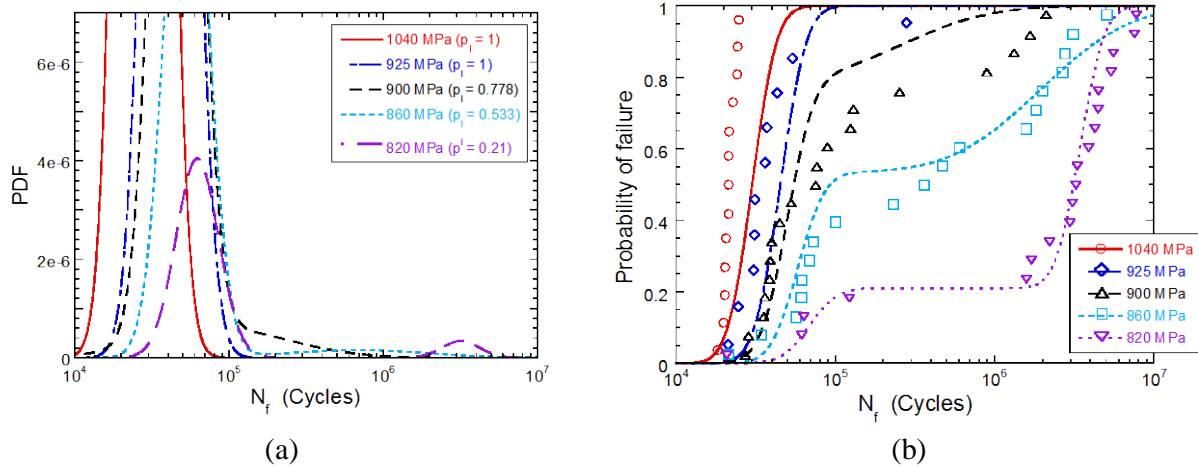 6e-6
4e-6
2e-6
0
PDF
10^4
10^5
10^6
10^7
N_f (Cycles)
1040 MPa (p_l = 1)
925 MPa (p_l = 1)
900 MPa (p_l = 0.778)
860 MPa (p_l = 0.533)
820 MPa (p^l = 0.21)
(a)
1
0.8
0.6
0.4
0.2
0
Probability of failure
10^4
10^5
10^6
10^7
N_f (Cycles)
1040 MPa
925 MPa
900 MPa
860 MPa
820 MPa
(b)